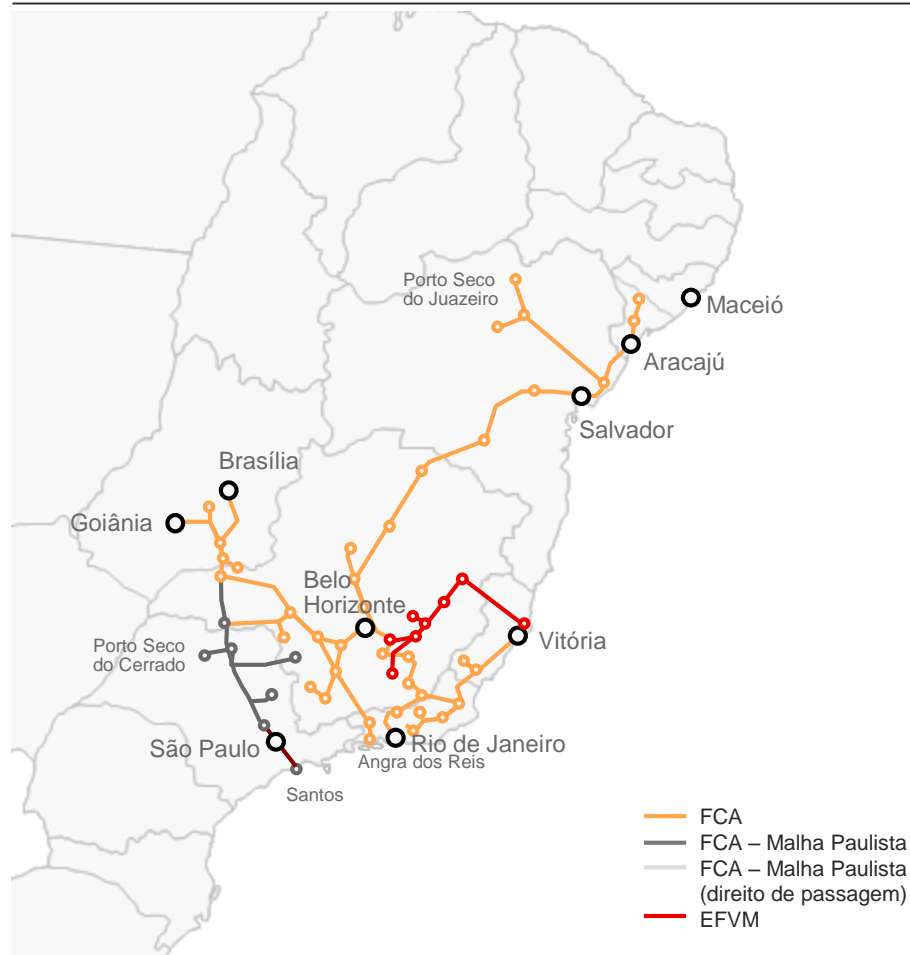 Porto Seco
do Juazeiro
Maceió
Aracajú
Salvador
Brasília
Goiânia
Belo
Horizonte
Vitória
Porto Seco
do Cerrado
São Paulo
Rio de Janeiro
Angra dos Reis
Santos
FCA
FCA – Malha Paulista
FCA – Malha Paulista
(direito de passagem)
EFVM